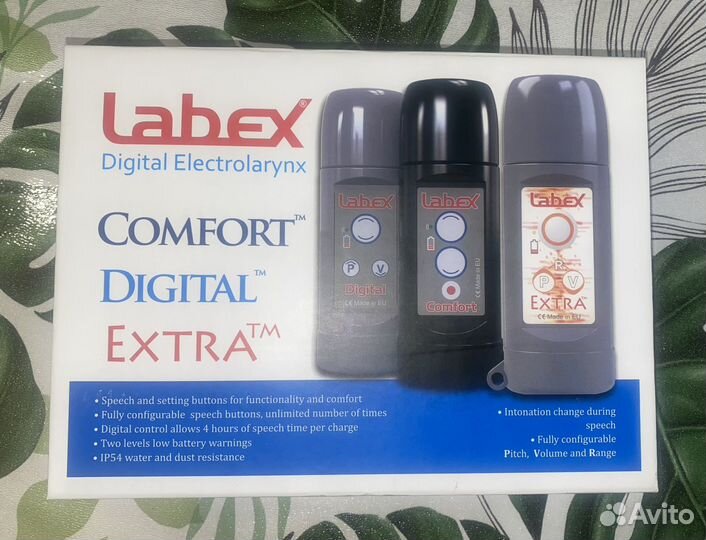 Labex®
Digital Electrolarynx
COMFORT™
DIGITAL™
EXTRA™
Labex
P V
Digital
CE Made in EU
Labex
Comfort
CE Made in EU
Labex
R
P V
EXTRA™
CE Made in EU
• Speech and setting buttons for functionality and comfort
• Fully configurable speech buttons, unlimited number of times
• Digital control allows 4 hours of speech time per charge
• Two levels low battery warnings
• IP54 water and dust resistance
• Intonation change during
speech
• Fully configurable
Pitch, Volume and Range
Avito